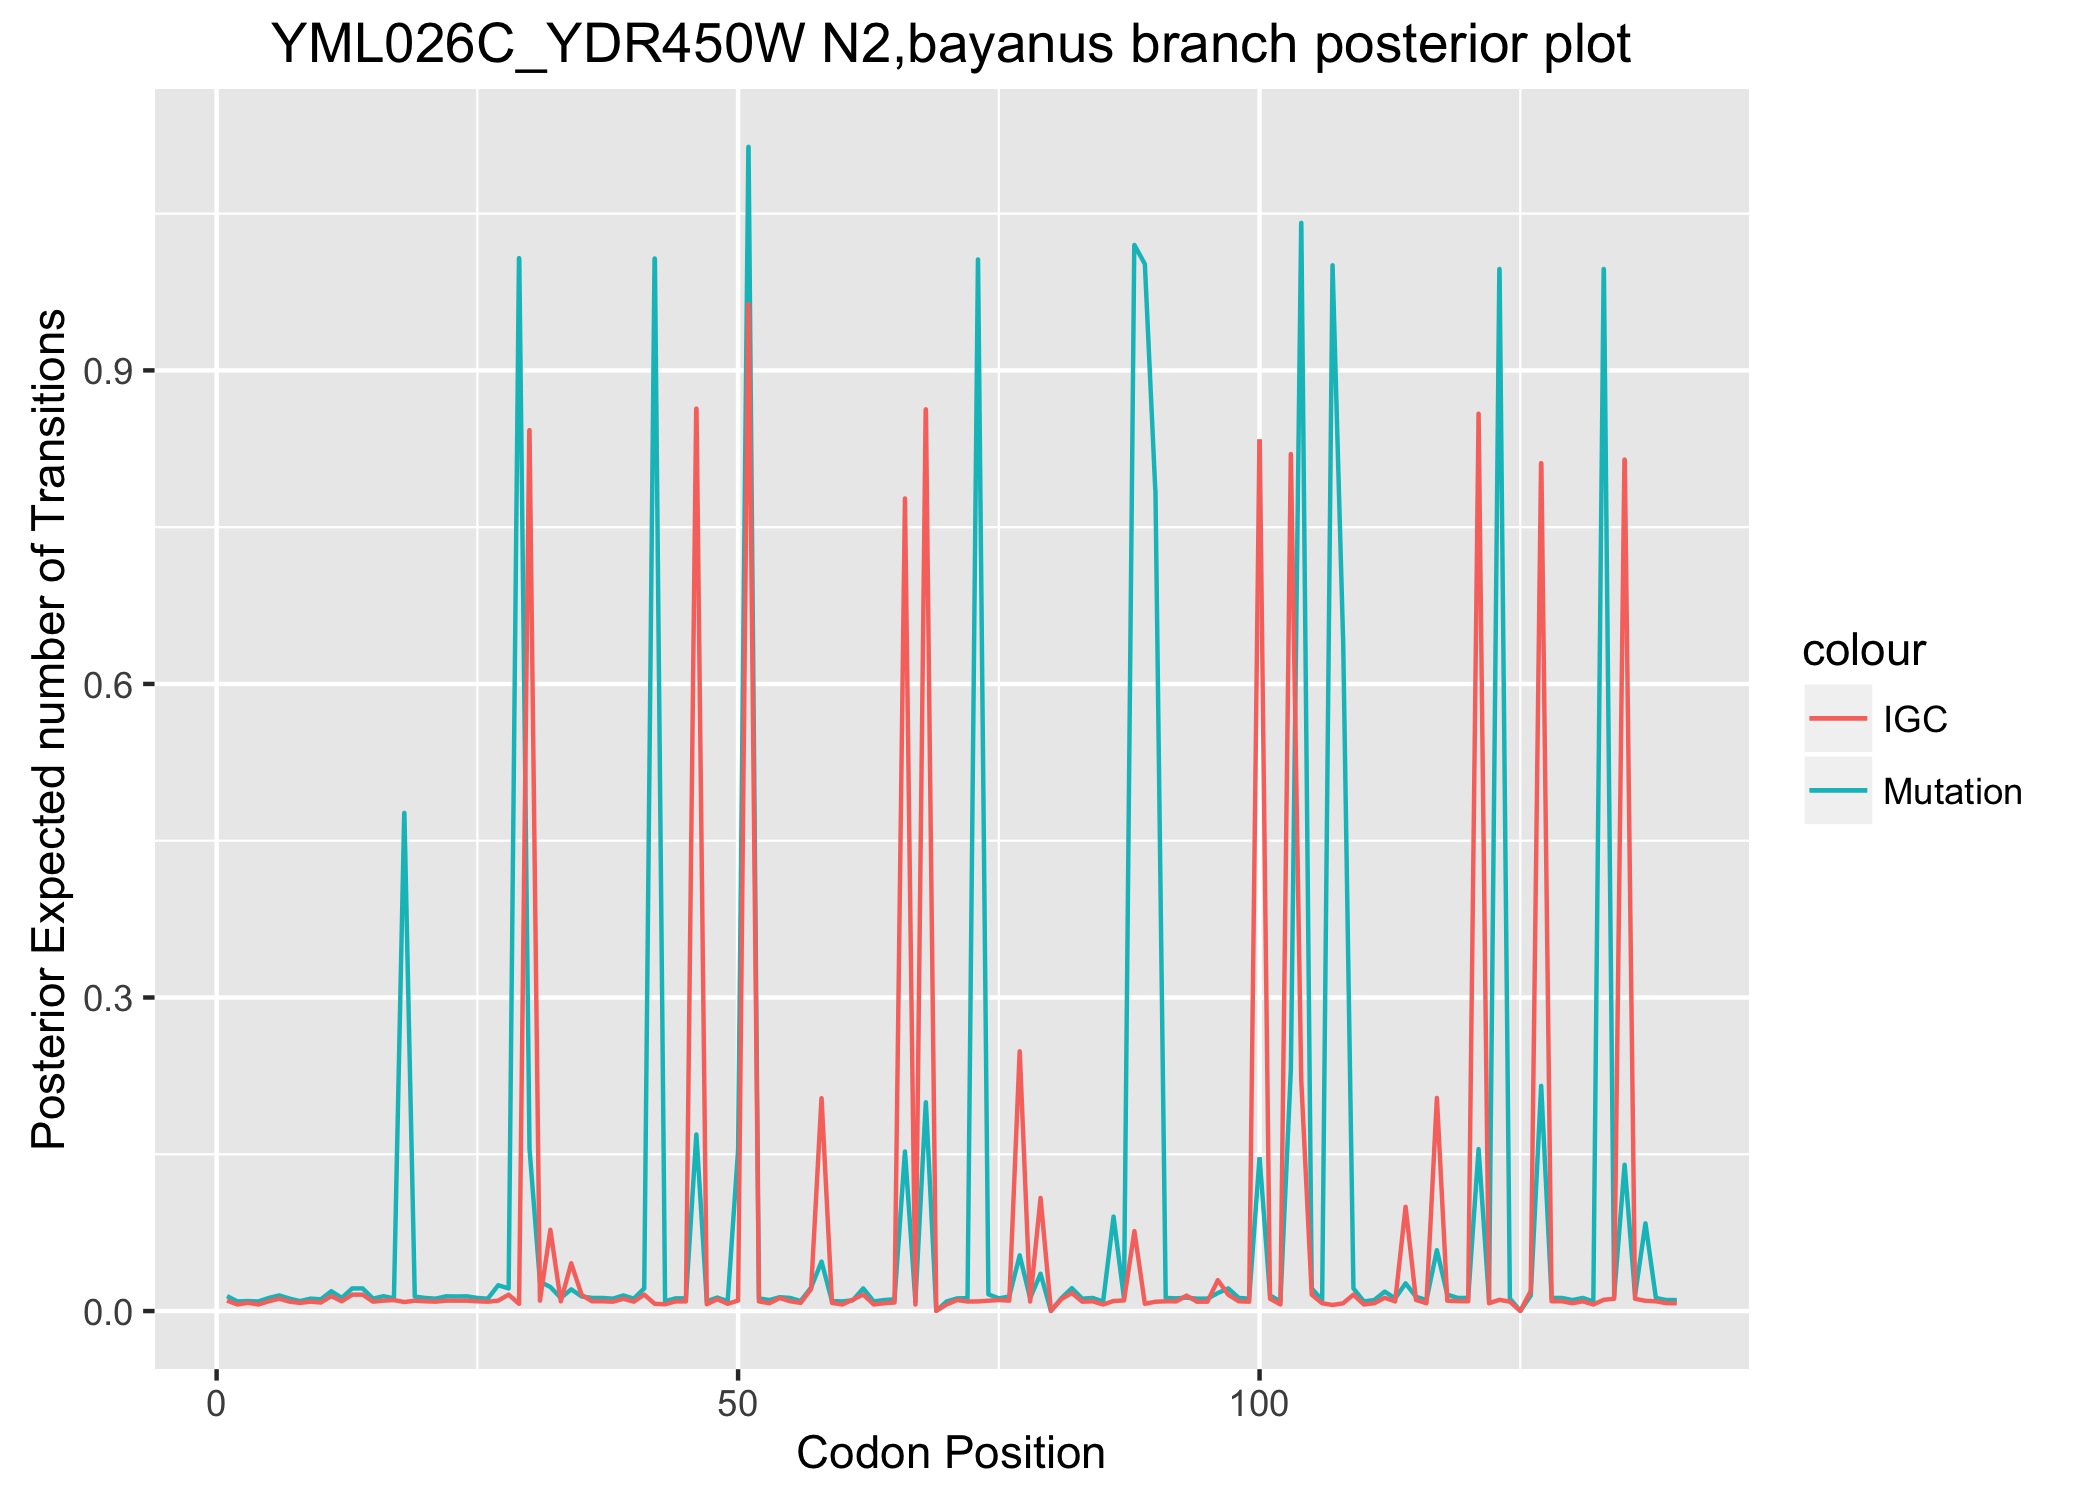 YML026C_YDR450W N2,bayanus branch posterior plot
Posterior Expected number of Transitions
0.9
0.6
0.3
0.0
0
50
100
Codon Position
colour
IGC
Mutation